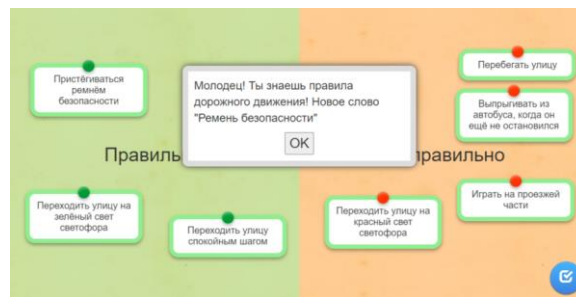 Пристёгиваться
ремнём
безопасности
Молодец! Ты знаешь правила
дорожного движения! Новое слово
"Ремень безопасности"
OK
Перебегать улицу
Выпрыгивать из
автобуса, когда он
ещё не остановился
Правиль
правильно
Переходить улицу на
зелёный свет
светофора
Переходить улицу
спокойным шагом
Переходить улицу на
красный свет
светофора
Играть на проезжей
части